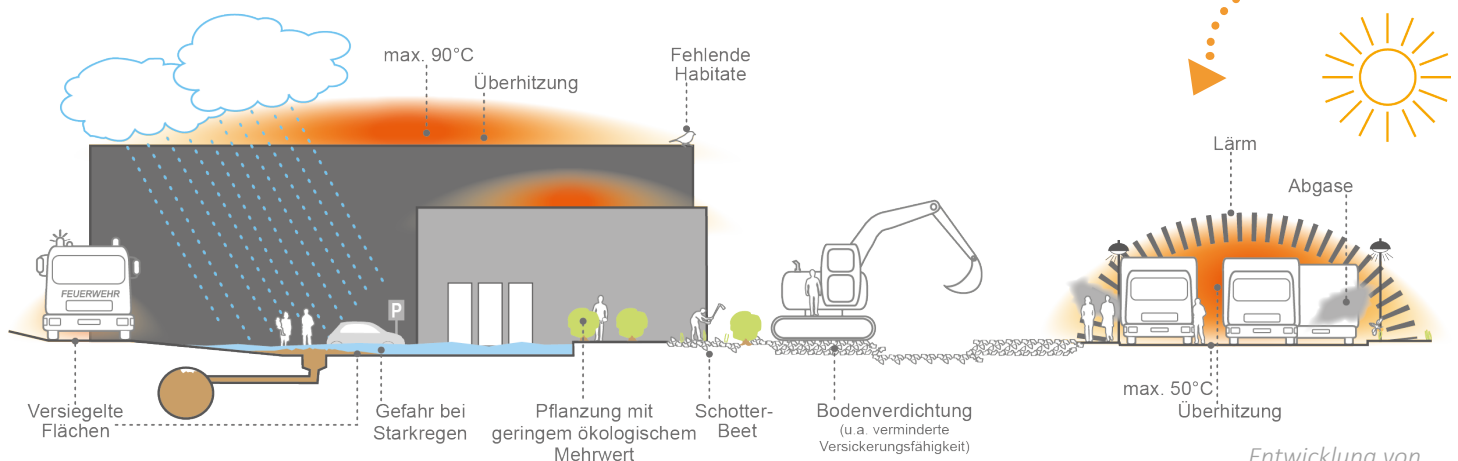 max. 90°C
Überhitzung
Fehlende
Habitate
Lärm
Abgase
FEUERWEHR
P
Versiegelte
Flächen
Gefahr bei
Starkregen
Pflanzung mit
geringem ökologischem
Mehrwert
Schotter-
Beet
Bodenverdichtung
(u.a. verminderte
Versickerungsfähigkeit)
max. 50°C
Überhitzung
Entwicklung von